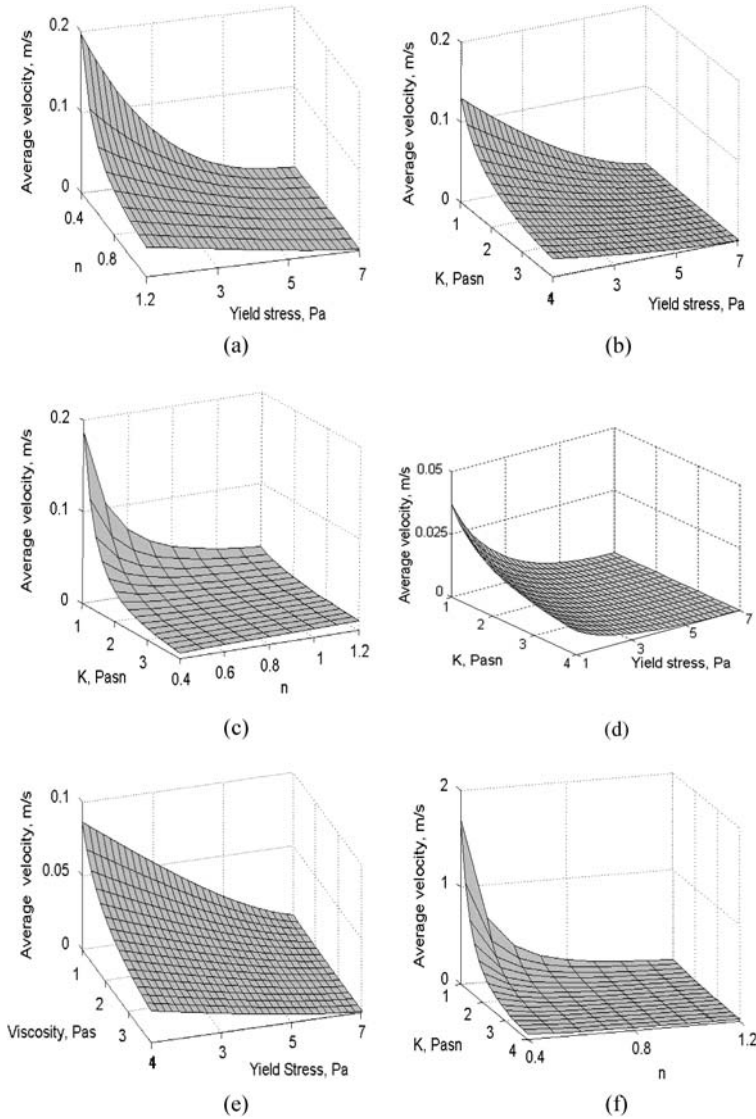 0.2
0.1
0
Average velocity, m/s
0.4
0.8
1.2
n
3
5
7
Yield stress, Pa
(a)
0.2
0.1
0
Average velocity, m/s
1
2
3
4
K, Pasn
3
5
7
Yield stress, Pa
(b)
0.2
0.1
0
Average velocity, m/s
1
2
3
K, Pasn
0.4
0.6
0.8
1
1.2
n
(c)
0.05
0.025
0
Average velocity, m/s
1
2
3
4
K, Pasn
1
3
5
7
Yield stress, Pa
(d)
0.1
0.05
0
Average velocity, m/s
1
2
3
4
Viscosity, Pas
3
5
7
Yield Stress, Pa
(e)
2
1
0
Average velocity, m/s
1
2
3
4
K, Pasn
0.4
0.8
1.2
n
(f)